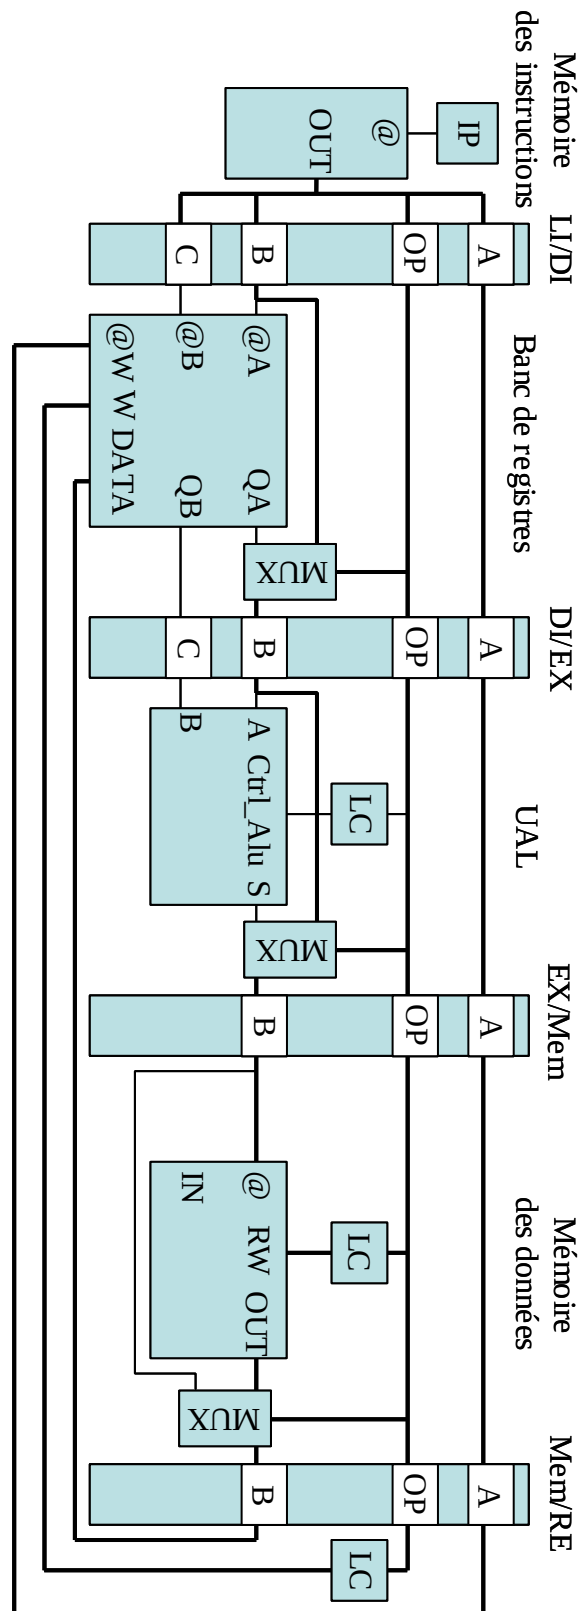 Mémoire
des instructions
LI/DI
Banc de registres
DI/EX
UAL
EX/Mem
Mémoire
des données
Mem/RE
IP
@
OUT
A
OP
B
C
@A
@B
@W W DATA
QA
QB
MUX
A
OP
B
C
LC
A Ctrl_Alu S
B
MUX
A
OP
B
LC
@ RW OUT
IN
MUX
A
OP
B
LC